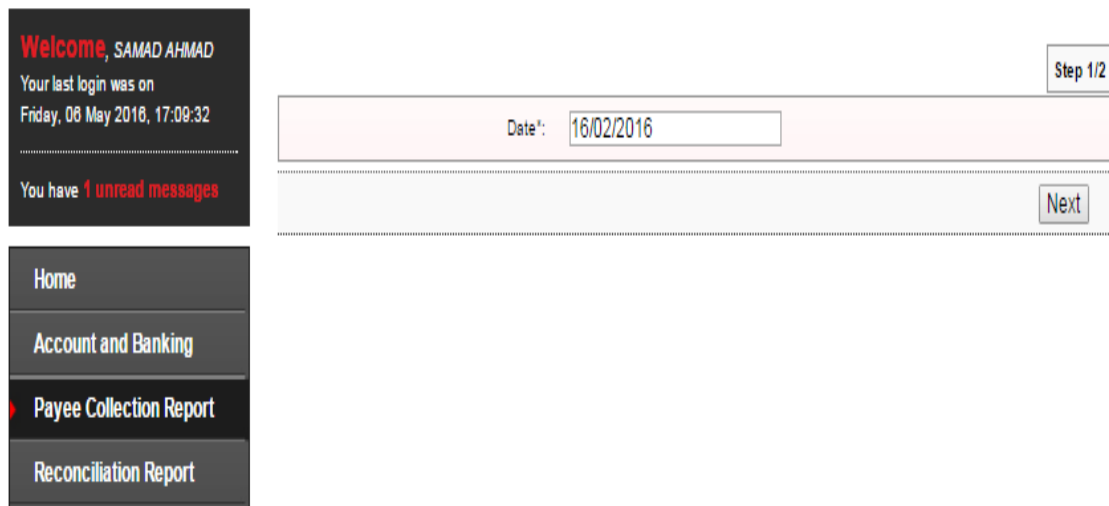 Welcome, SAMAD AHMAD
Your last login was on
Friday, 06 May 2016, 17:09:32
You have 1 unread messages
Step 1/2
Date*: 16/02/2016
Next
Home
Account and Banking
Payee Collection Report
Reconciliation Report